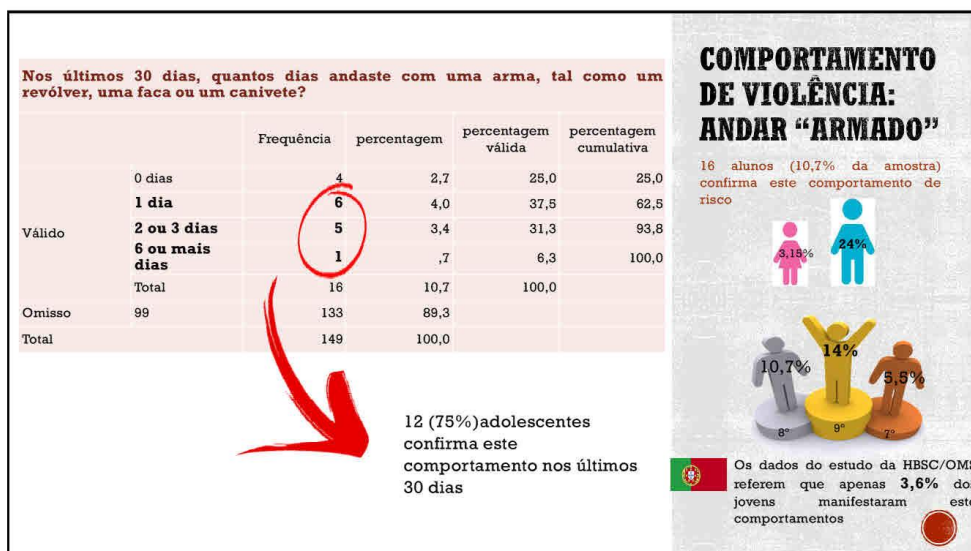 Nos últimos 30 dias, quantos dias andaste com uma arma, tal como um
revólver, uma faca ou um canivete?
Frequência percentagem percentagem válida percentagem cumulativa
Válido
0 dias 4 2,7 25,0 25,0
1 dia 6 4,0 37,5 62,5
2 ou 3 dias 5 3,4 31,3 93,8
6 ou mais dias 1 ,7 6,3 100,0
Total 16 10,7 100,0
Omisso 99 133 89,3
Total 149 100,0
12 (75%)adolescentes
confirma este
comportamento nos últimos
30 dias
COMPORTAMENTO
DE VIOLÊNCIA:
ANDAR “ARMADO”
16 alunos (10,7% da amostra)
confirma este comportamento de
risco
3,15%
24%
10,7%
14%
5,5%
8º
9º
7º
Os dados do estudo da HBSC/OMS
referem que apenas 3,6% dos
jovens manifestaram este
comportamentos